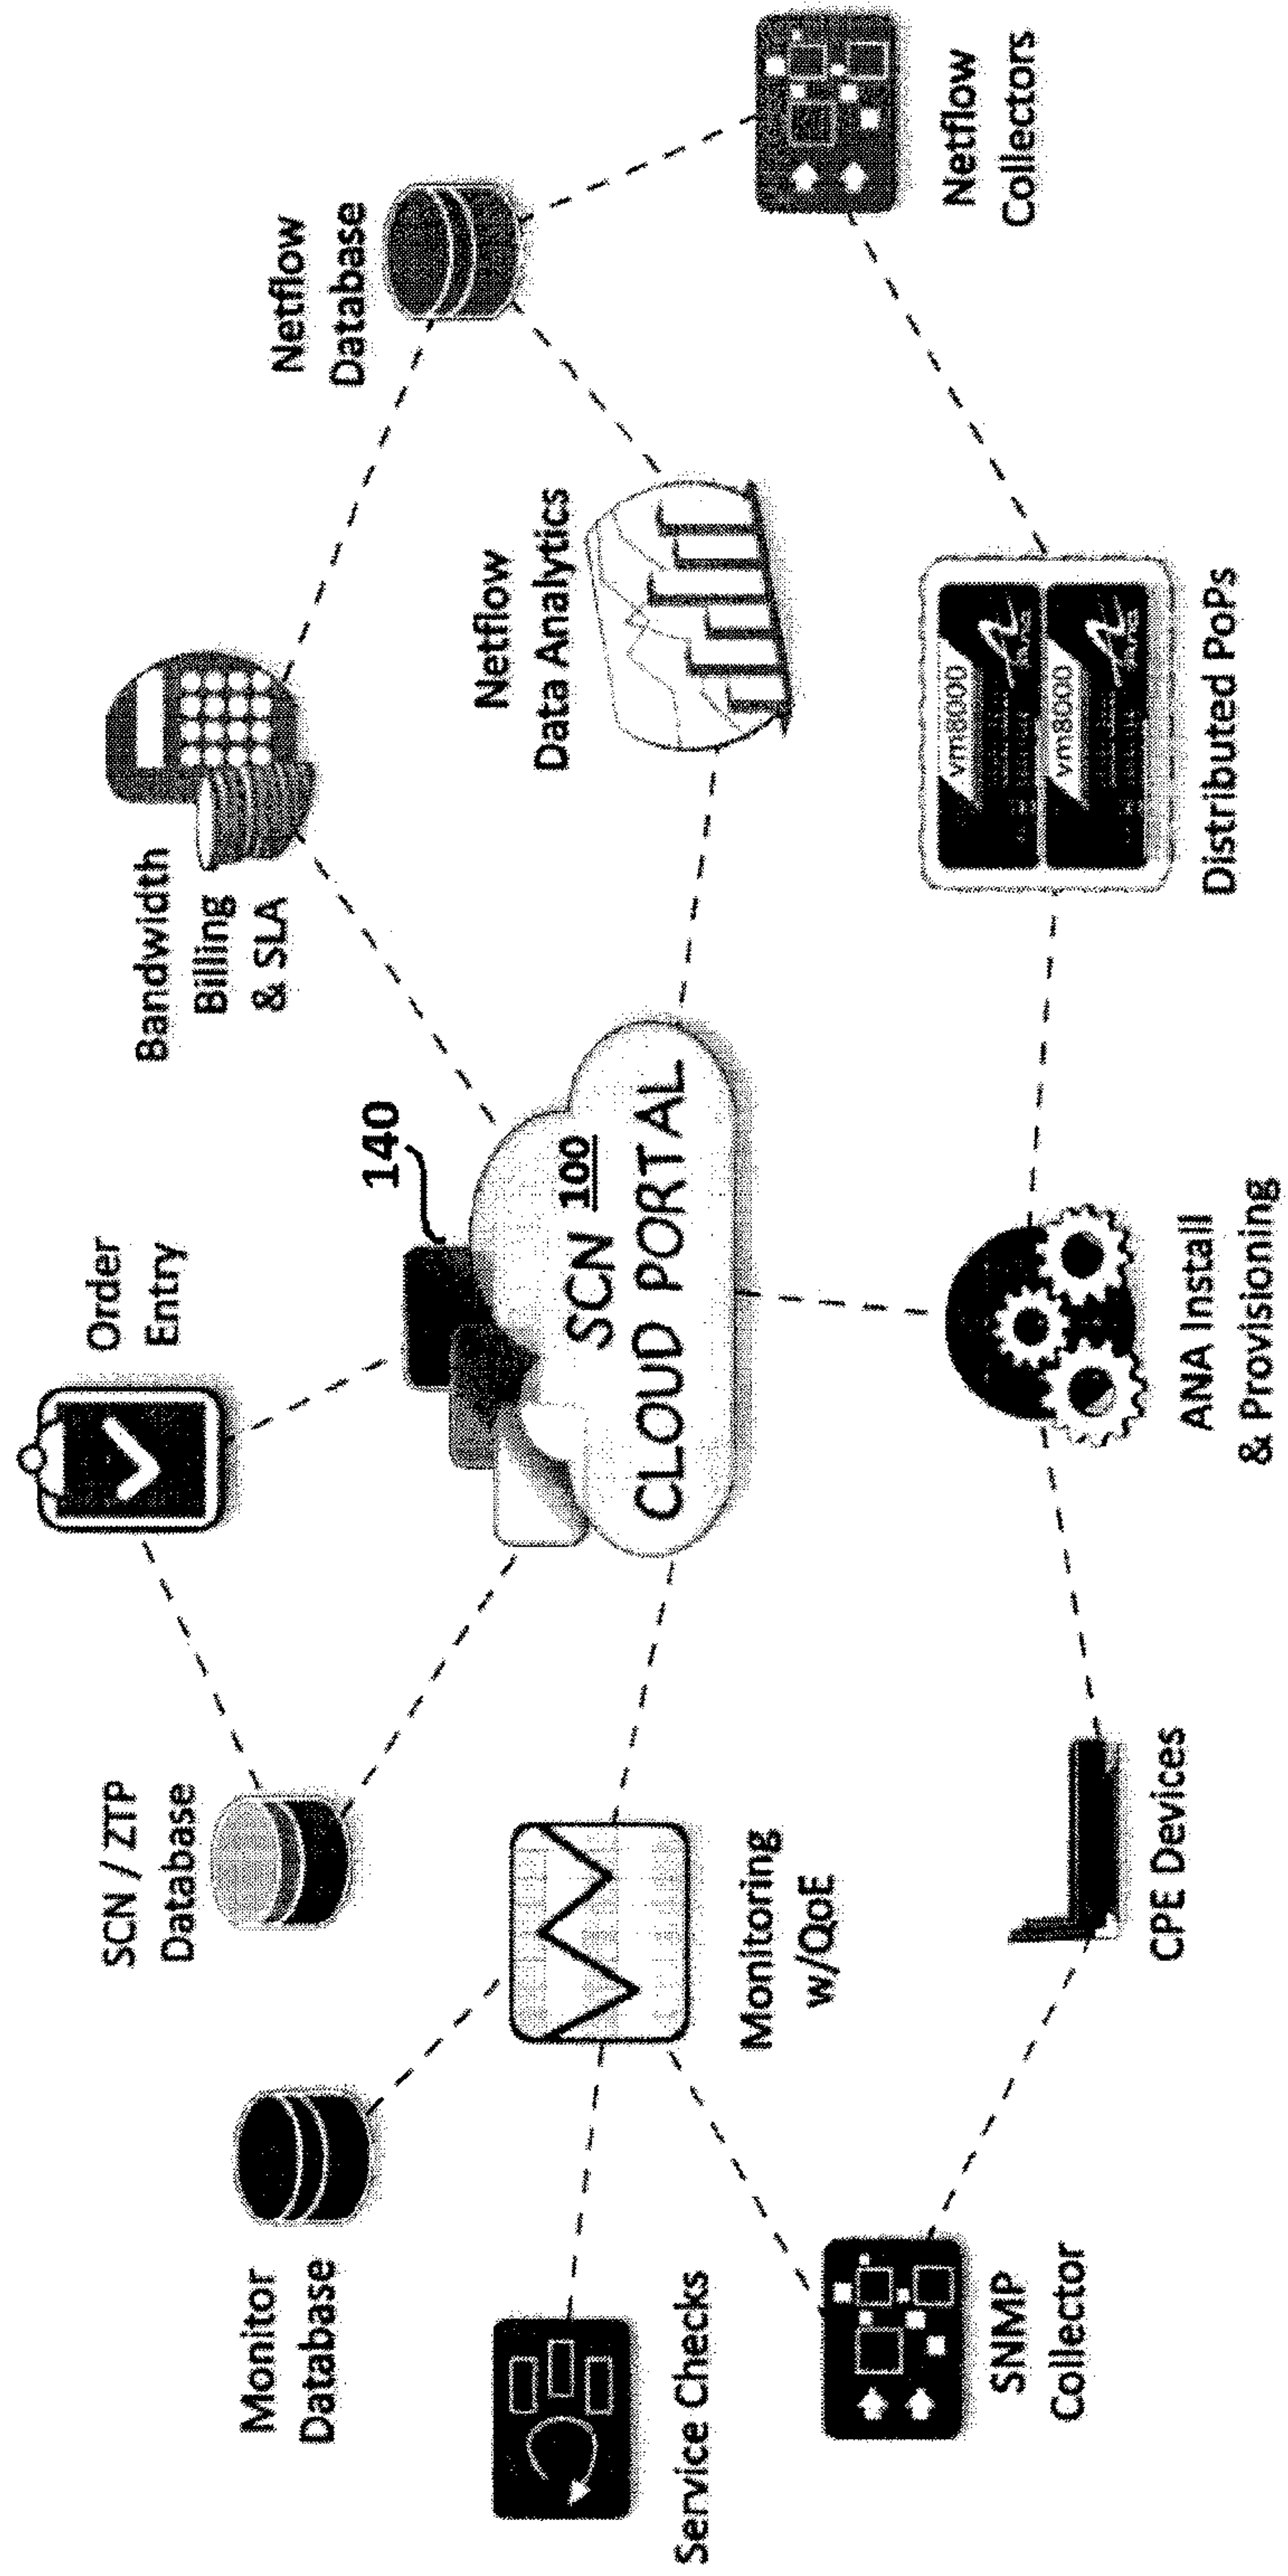 Order
Entry
SCN / ZTP
Database
Monitor
Database
Bandwidth
Billing
& SLA
Netflow
Database
140
SCN 100
CLOUD PORTAL
Netflow
Data Analytics
Service Checks
Monitoring
w/QoE
SNMP
Collector
CPE Devices
ANA Install
& Provisioning
vm8000
vm8000
Distributed PoPs
Netflow
Collectors